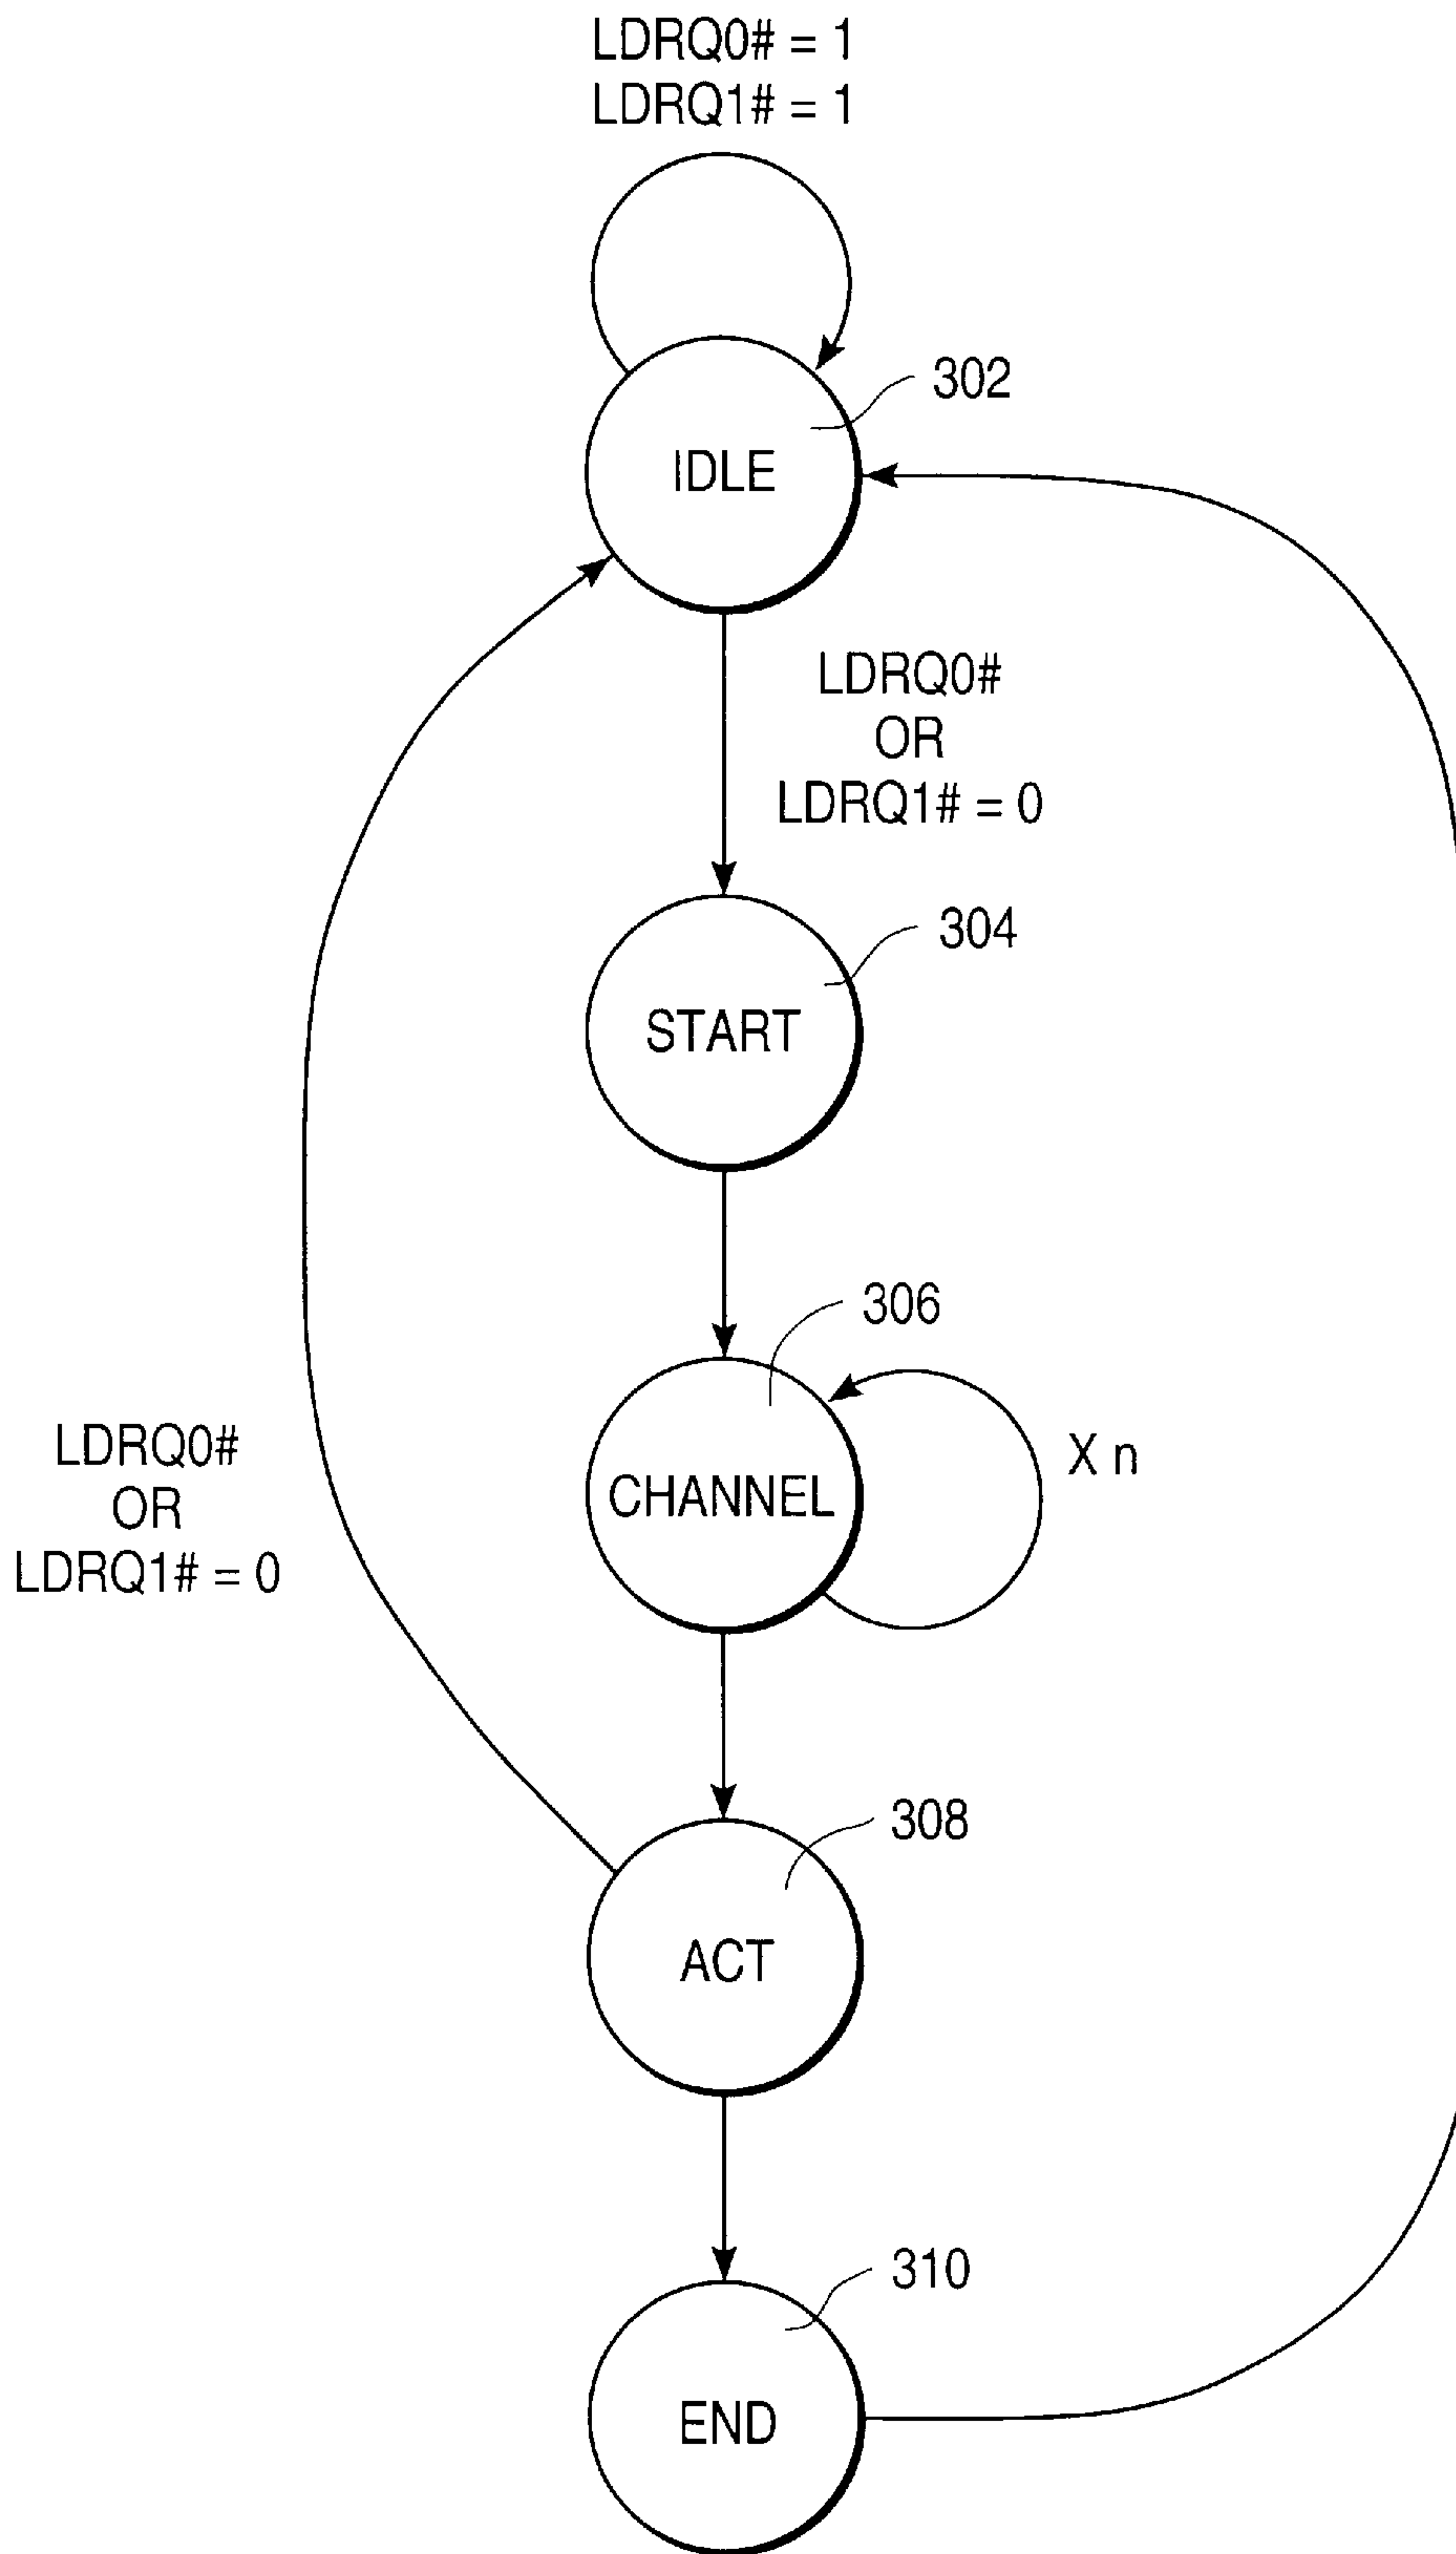 LDRQ0# = 1
LDRQ1# = 1
302
IDLE
LDRQ0#
OR
LDRQ1# = 0
304
START
306
CHANNEL
X n
LDRQ0#
OR
LDRQ1# = 0
308
ACT
310
END